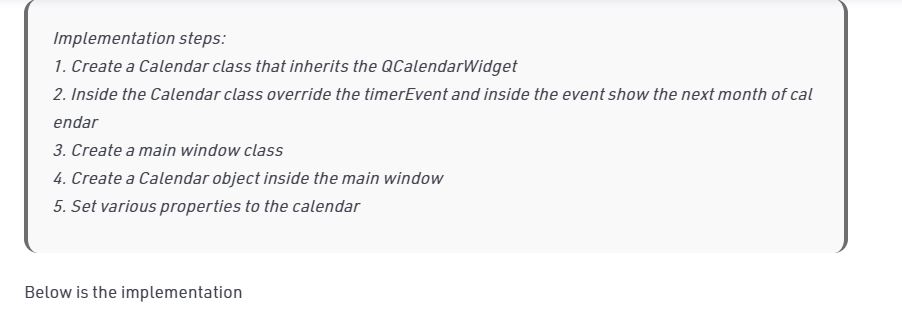 Implementation steps:
1. Create a Calendar class that inherits the QCalendarWidget
2. Inside the Calendar class override the timerEvent and inside the event show the next month of cal
endar
3. Create a main window class
4. Create a Calendar object inside the main window
5. Set various properties to the calendar
Below is the implementation